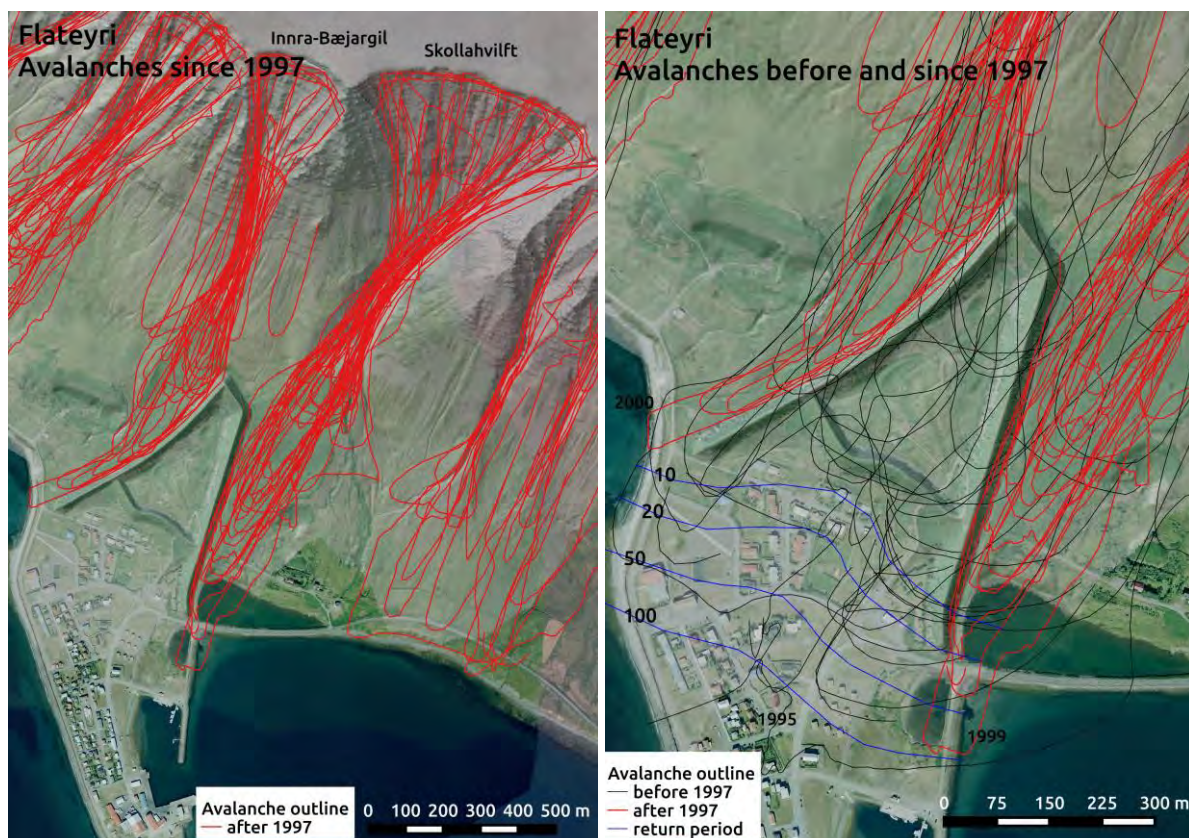 Flateyri
Avalanches since 1997
Innra-Bæjargil
Skollahvilft
Avalanche outline
after 1997
0 100 200 300 400 500 m
Flateyri
Avalanches before and since 1997
2000
10
20
50
100
1995
1999
Avalanche outline
before 1997
after 1997
return period
0 75 150 225 300 m